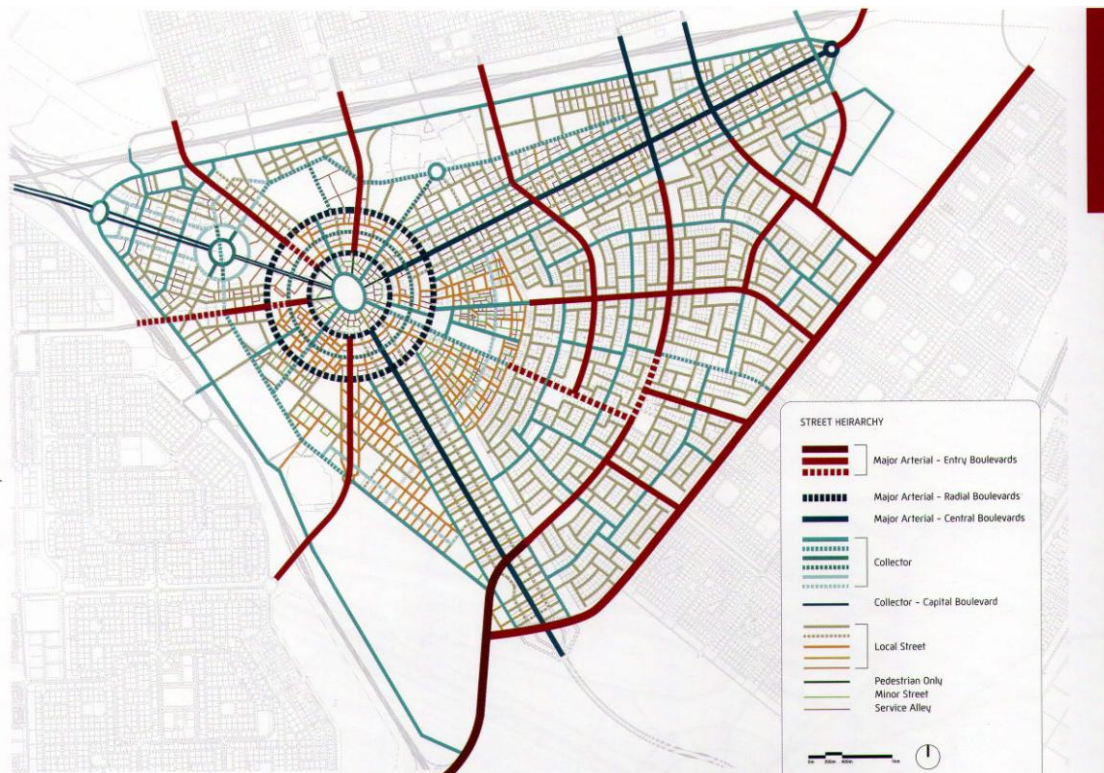 STREET HEIRARCHY
Major Arterial - Entry Boulevards
Major Arterial - Radial Boulevards
Major Arterial - Central Boulevards
Collector
Collector - Capital Boulevard
Local Street
Pedestrian Only
Minor Street
Service Alley